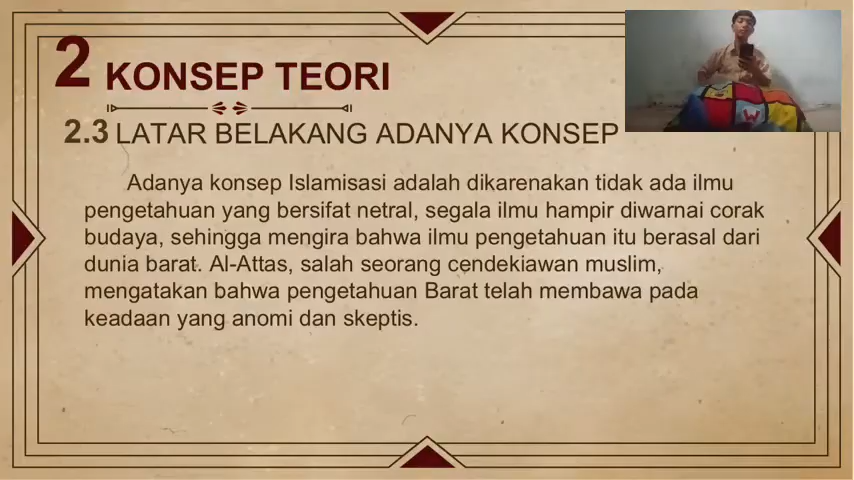 2 KONSEP TEORI
2.3 LATAR BELAKANG ADANYA KONSEP
Adanya konsep Islamisasi adalah dikarenakan tidak ada ilmu
pengetahuan yang bersifat netral, segala ilmu hampir diwarnai corak
budaya, sehingga mengira bahwa ilmu pengetahuan itu berasal dari
dunia barat. Al-Attas, salah seorang cendekiawan muslim,
mengatakan bahwa pengetahuan Barat telah membawa pada
keadaan yang anomi dan skeptis.
W